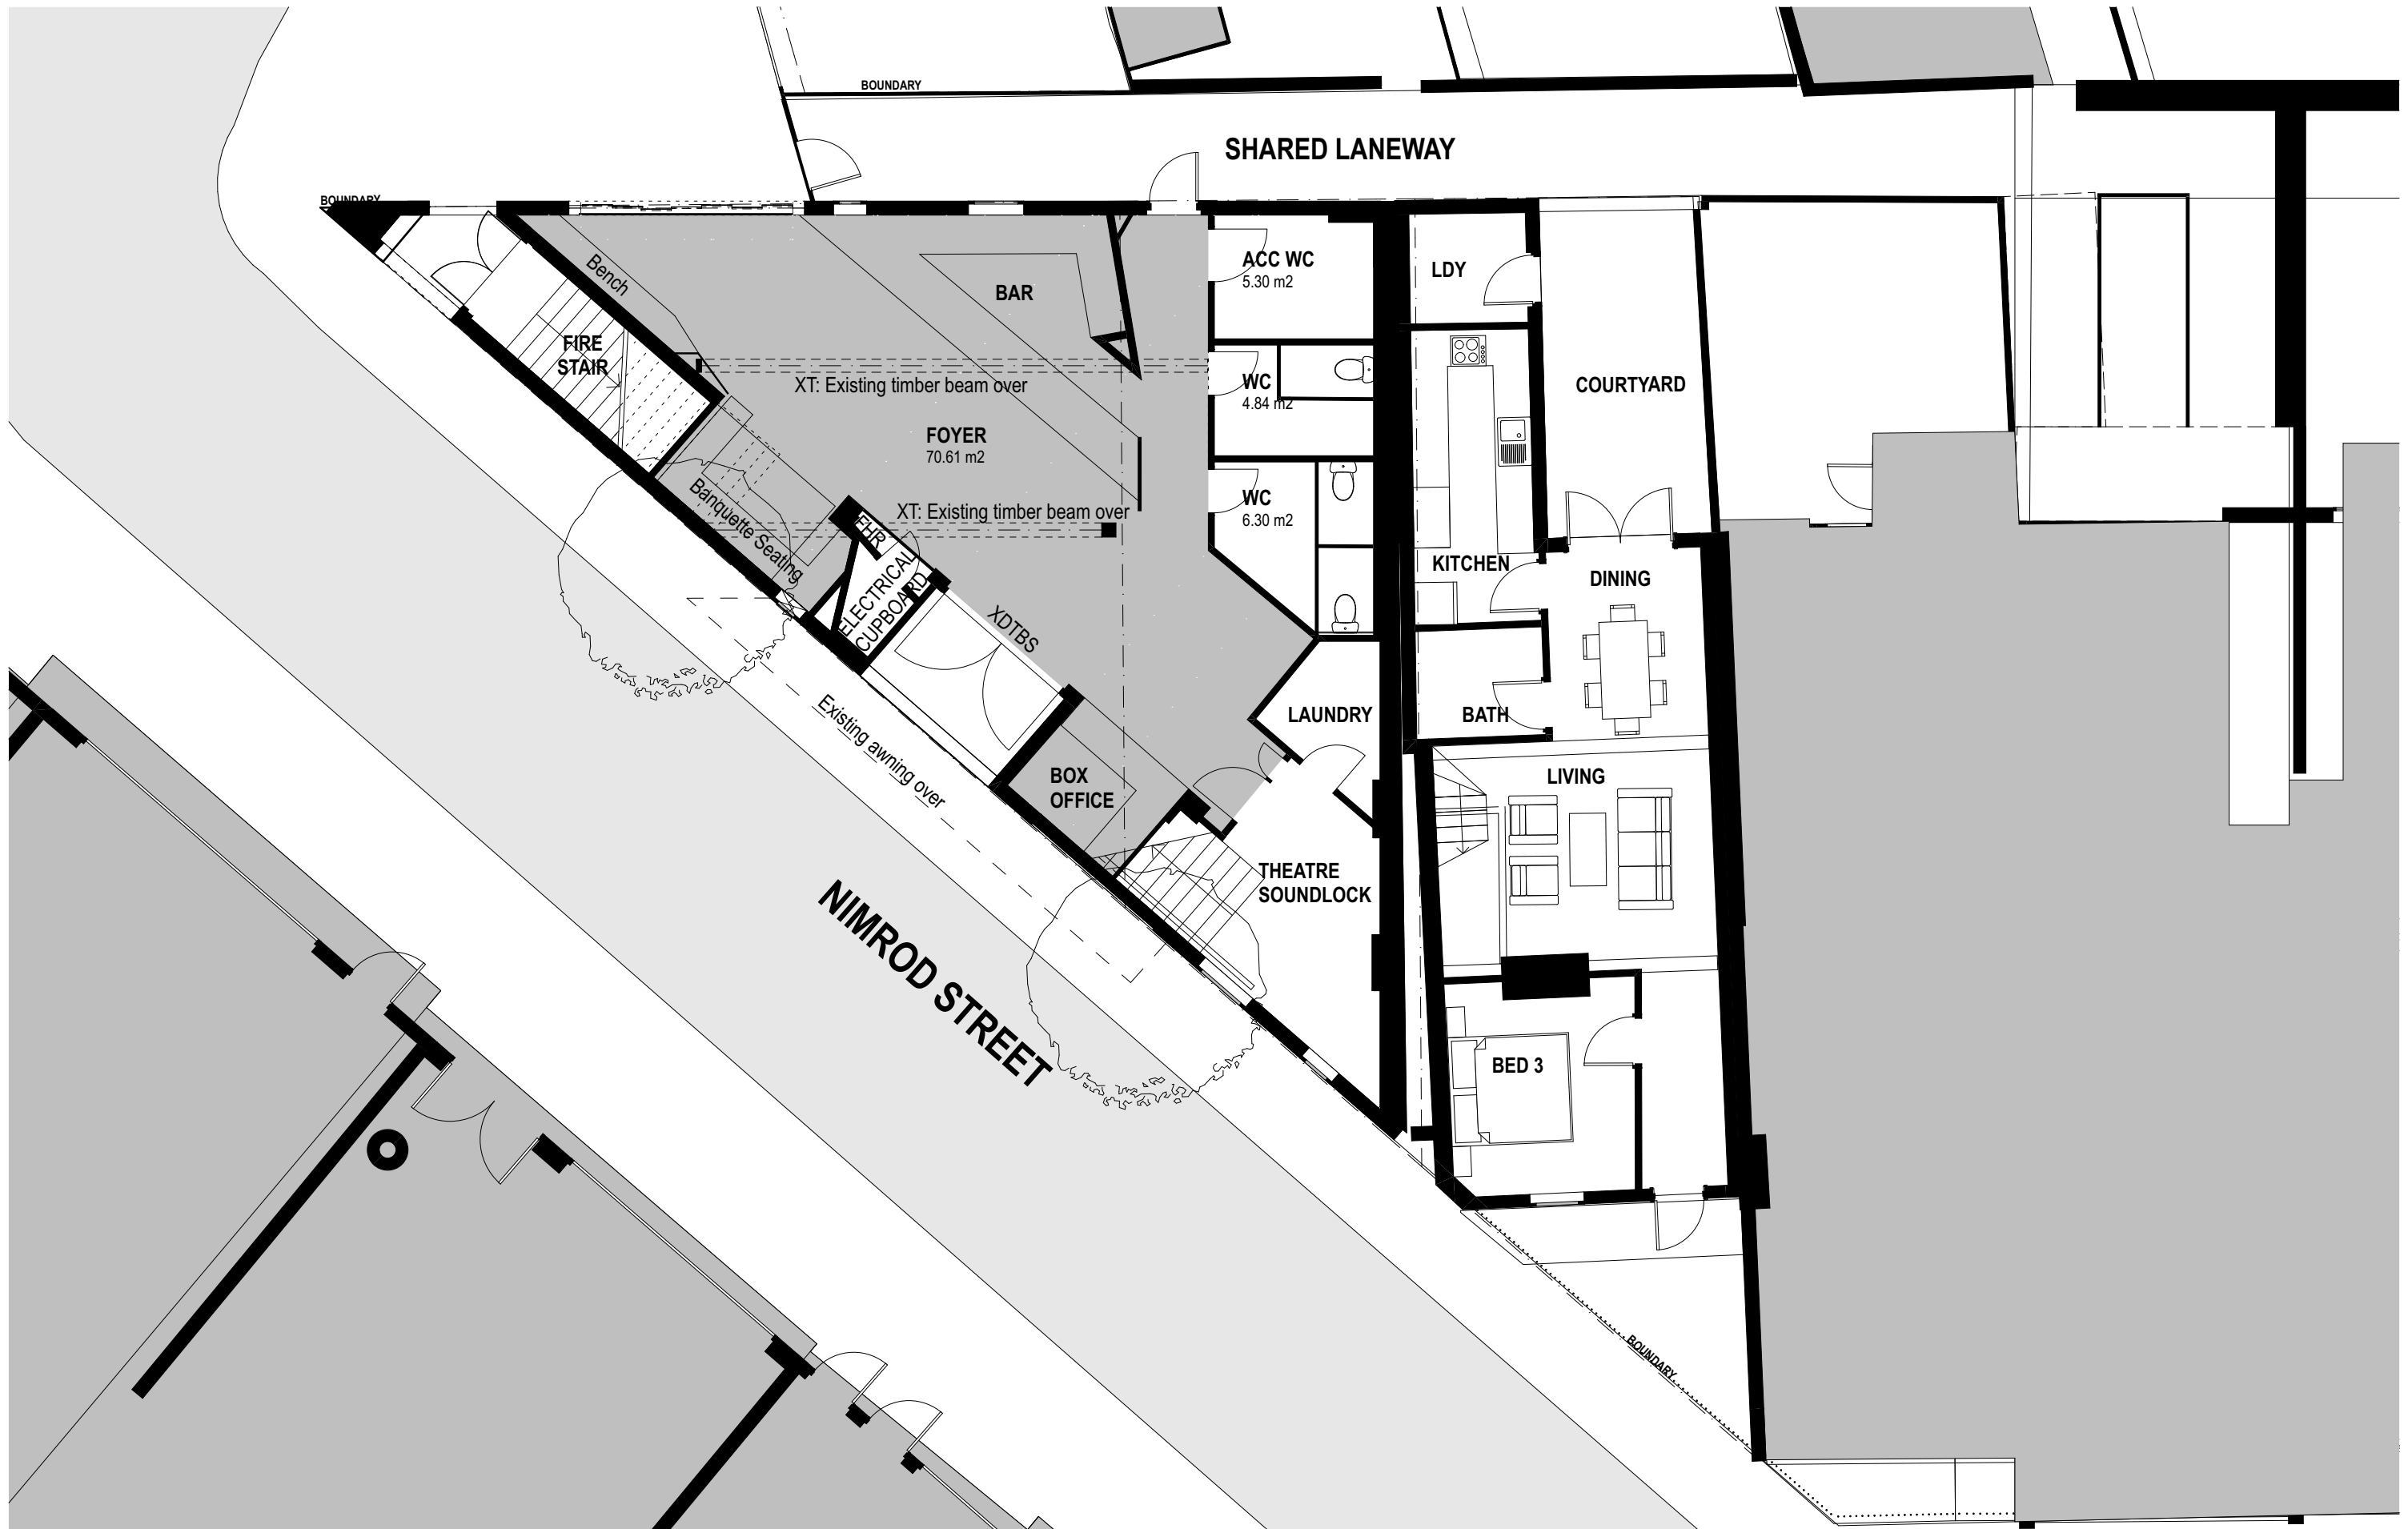 BOUNDARY
SHARED LANEWAY
BOUNDARY
ACC WC
5.30 m2
LDY
Bench
BAR
FIRE
STAIR
XT: Existing timber beam over
WC
4.84 m2
COURTYARD
FOYER
70.61 m2
Banquette Seating
XT: Existing timber beam over
WC
6.30 m2
FHR
ELECTRICAL
CUPBOARD
KITCHEN
DINING
XDTBS
Existing awning over
LAUNDRY
BATH
BOX
OFFICE
LIVING
THEATRE
SOUNDLOCK
NIMROD STREET
BED 3
BOUNDARY